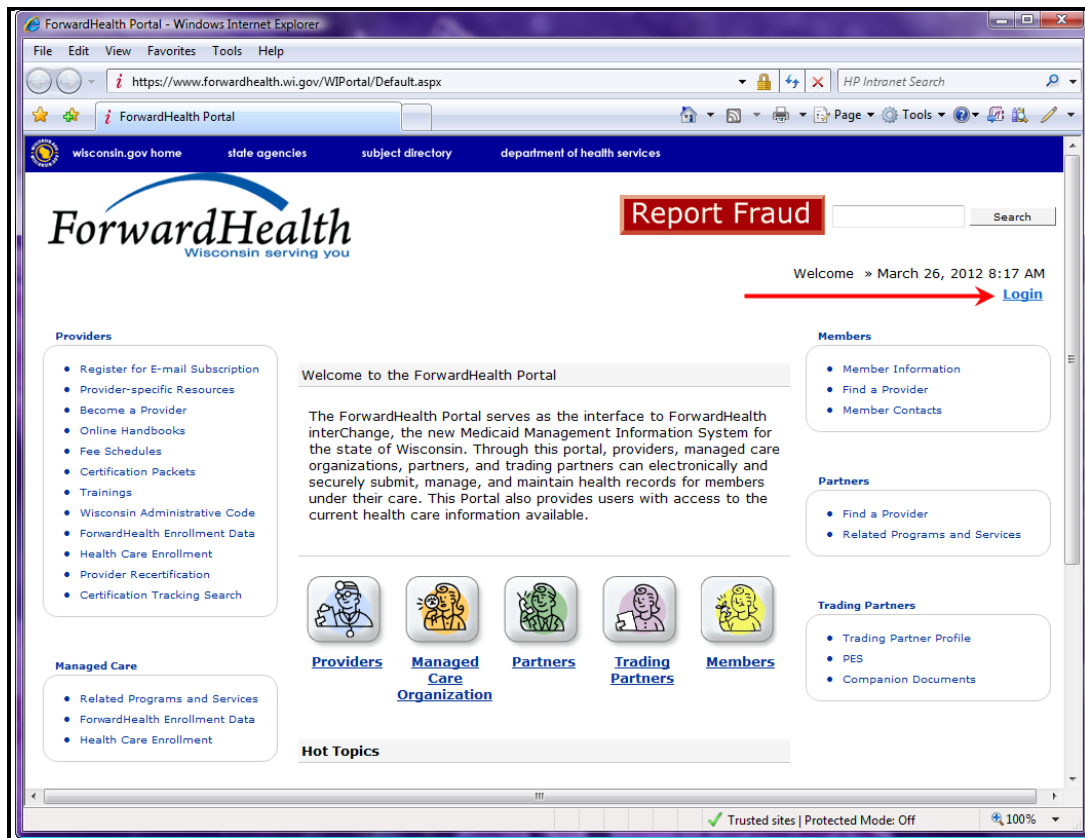 ForwardHealth Portal - Windows Internet Explorer
File Edit View Favorites Tools Help
https://www.forwardhealth.wi.gov/WIPortal/Default.aspx
HP Intranet Search
ForwardHealth Portal
Page Tools
wisconsin.gov home state agencies subject directory department of health services
ForwardHealth
Wisconsin serving you
Report Fraud
Search
Welcome » March 26, 2012 8:17 AM
Login
Providers
Register for E-mail Subscription
Provider-specific Resources
Become a Provider
Online Handbooks
Fee Schedules
Certification Packets
Trainings
Wisconsin Administrative Code
ForwardHealth Enrollment Data
Health Care Enrollment
Provider Recertification
Certification Tracking Search
Managed Care
Related Programs and Services
ForwardHealth Enrollment Data
Health Care Enrollment
Welcome to the ForwardHealth Portal
The ForwardHealth Portal serves as the interface to ForwardHealth
interChange, the new Medicaid Management Information System for
the state of Wisconsin. Through this portal, providers, managed care
organizations, partners, and trading partners can electronically and
securely submit, manage, and maintain health records for members
under their care. This Portal also provides users with access to the
current health care information available.
Providers
Managed
Care
Organization
Partners
Trading
Partners
Members
Hot Topics
Members
Member Information
Find a Provider
Member Contacts
Partners
Find a Provider
Related Programs and Services
Trading Partners
Trading Partner Profile
PES
Companion Documents
Trusted sites | Protected Mode: Off
100%